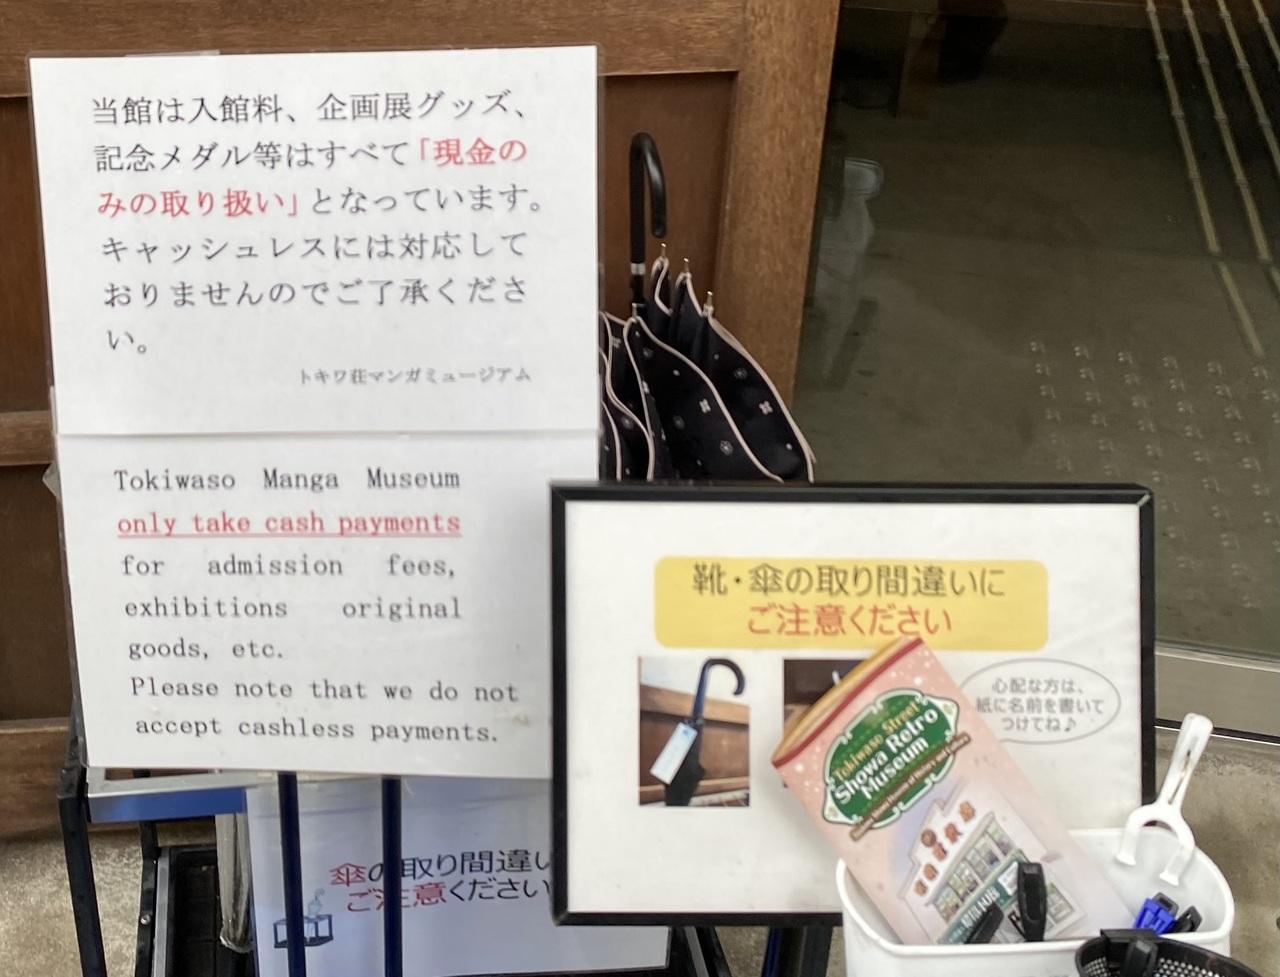 当館は入館料、企画展グッズ、
記念メダル等はすべて「現金の
みの取り扱い」となっています。
キャッシュレスには対応して
おりませんのでご了承くださ
い。
トキワ荘マンガミュージアム
Tokiwaso Manga Museum
only take cash payments
for admission fees,
exhibitions original
goods, etc.
Please note that we do not
accept cashless payments.
靴・傘の取り間違いに
ご注意ください
心配な方は、
紙に名前を書いて
つけてね♪
Tokiwaso Street
Showa Retro
Museum
傘の取り間違い
ご注意ください